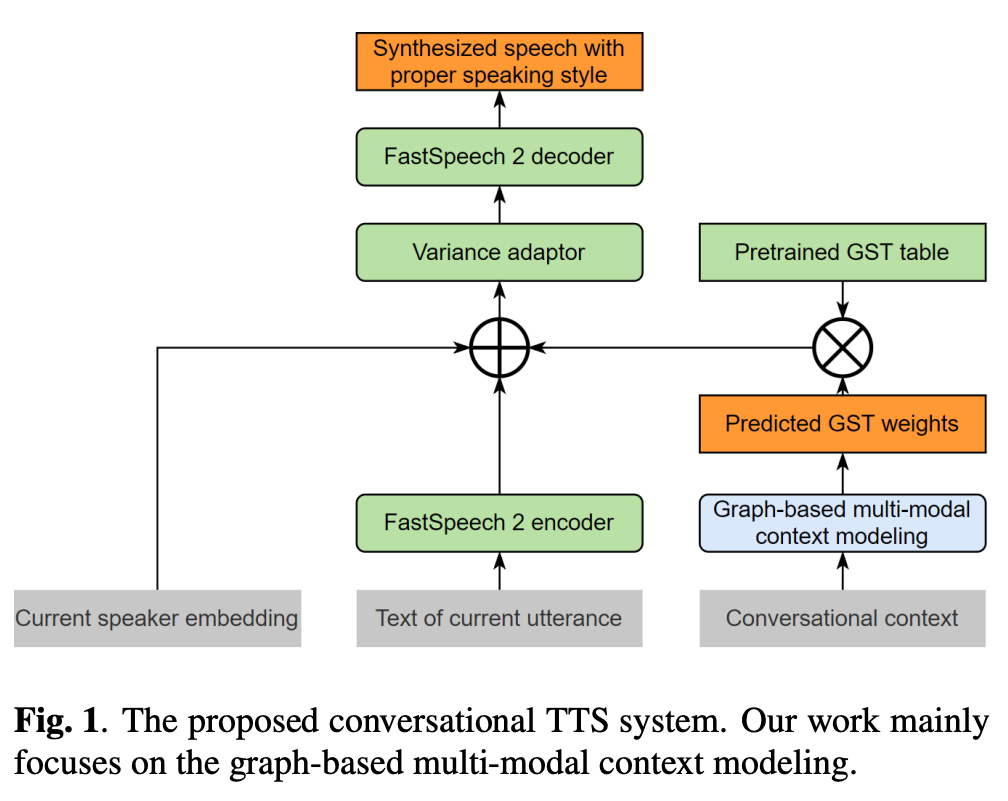 Synthesized speech with
proper speaking style
FastSpeech 2 decoder
Variance adaptor
Pretrained GST table
Predicted GST weights
FastSpeech 2 encoder
Graph-based multi-modal
context modeling
Current speaker embedding
Text of current utterance
Conversational context
Fig. 1. The proposed conversational TTS system. Our work mainly
focuses on the graph-based multi-modal context modeling.